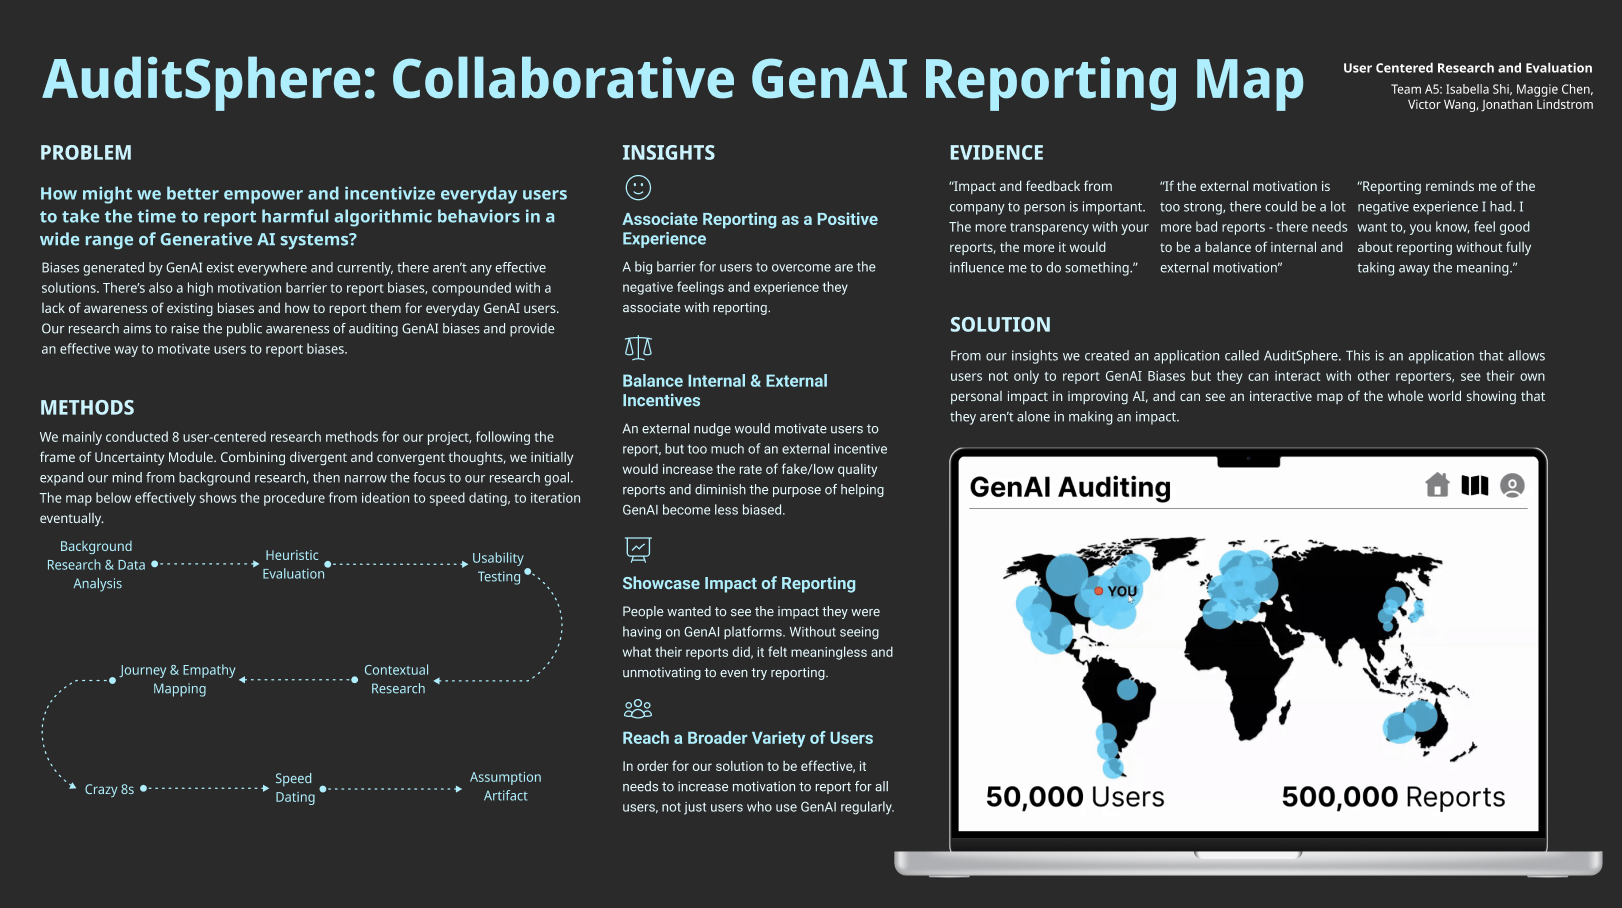 AuditSphere: Collaborative GenAI Reporting Map
User Centered Research and Evaluation
Team A5: Isabella Shi, Maggie Chen,
Victor Wang, Jonathan Lindstrom
PROBLEM
How might we better empower and incentivize everyday users
to take the time to report harmful algorithmic behaviors in a
wide range of Generative AI systems?
Biases generated by GenAI exist everywhere and currently, there aren’t any effective
solutions. There’s also a high motivation barrier to report biases, compounded with a
lack of awareness of existing biases and how to report them for everyday GenAI users.
Our research aims to raise the public awareness of auditing GenAI biases and provide
an effective way to motivate users to report biases.
METHODS
We mainly conducted 8 user-centered research methods for our project, following the
frame of Uncertainty Module. Combining divergent and convergent thoughts, we initially
expand our mind from background research, then narrow the focus to our research goal.
The map below effectively shows the procedure from ideation to speed dating, to iteration
eventually.
Background
Research & Data
Analysis
Heuristic
Evaluation
Usability
Testing
Contextual
Research
Journey & Empathy
Mapping
Crazy 8s
Speed
Dating
Assumption
Artifact
INSIGHTS
Associate Reporting as a Positive
Experience
A big barrier for users to overcome are the
negative feelings and experience they
associate with reporting.
Balance Internal & External
Incentives
An external nudge would motivate users to
report, but too much of an external incentive
would increase the rate of fake/low quality
reports and diminish the purpose of helping
GenAI become less biased.
Showcase Impact of Reporting
People wanted to see the impact they were
having on GenAI platforms. Without seeing
what their reports did, it felt meaningless and
unmotivating to even try reporting.
Reach a Broader Variety of Users
In order for our solution to be effective, it
needs to increase motivation to report for all
users, not just users who use GenAI regularly.
EVIDENCE
“Impact and feedback from
company to person is important.
The more transparency with your
reports, the more it would
influence me to do something.”
“If the external motivation is
too strong, there could be a lot
more bad reports - there needs
to be a balance of internal and
external motivation”
“Reporting reminds me of the
negative experience I had. I
want to, you know, feel good
about reporting without fully
taking away the meaning.”
SOLUTION
From our insights we created an application called AuditSphere. This is an application that allows
users not only to report GenAI Biases but they can interact with other reporters, see their own
personal impact in improving AI, and can see an interactive map of the whole world showing that
they aren’t alone in making an impact.
GenAI Auditing
YOU
50,000 Users
500,000 Reports